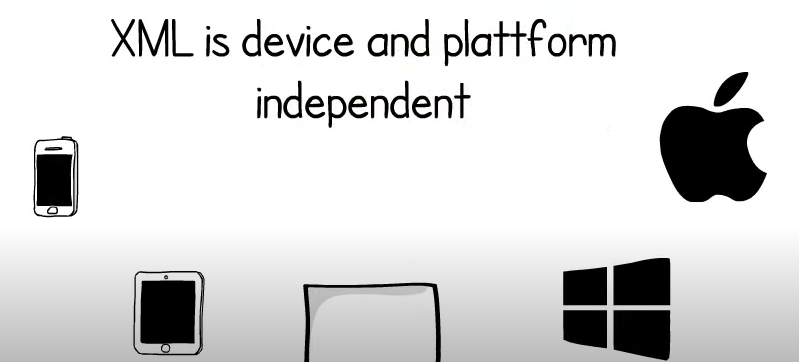 XML is device and plattform
independent